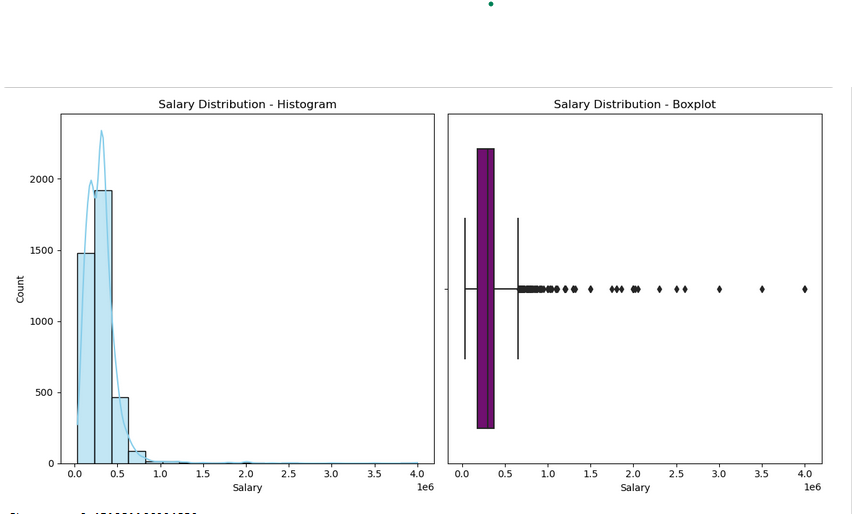 Salary Distribution - Histogram
Salary Distribution - Boxplot
Count
2000
1500
1000
500
0
0.0 0.5 1.0 1.5 2.0 2.5 3.0 3.5 4.0
1e6
Salary
0.0 0.5 1.0 1.5 2.0 2.5 3.0 3.5 4.0
1e6
Salary